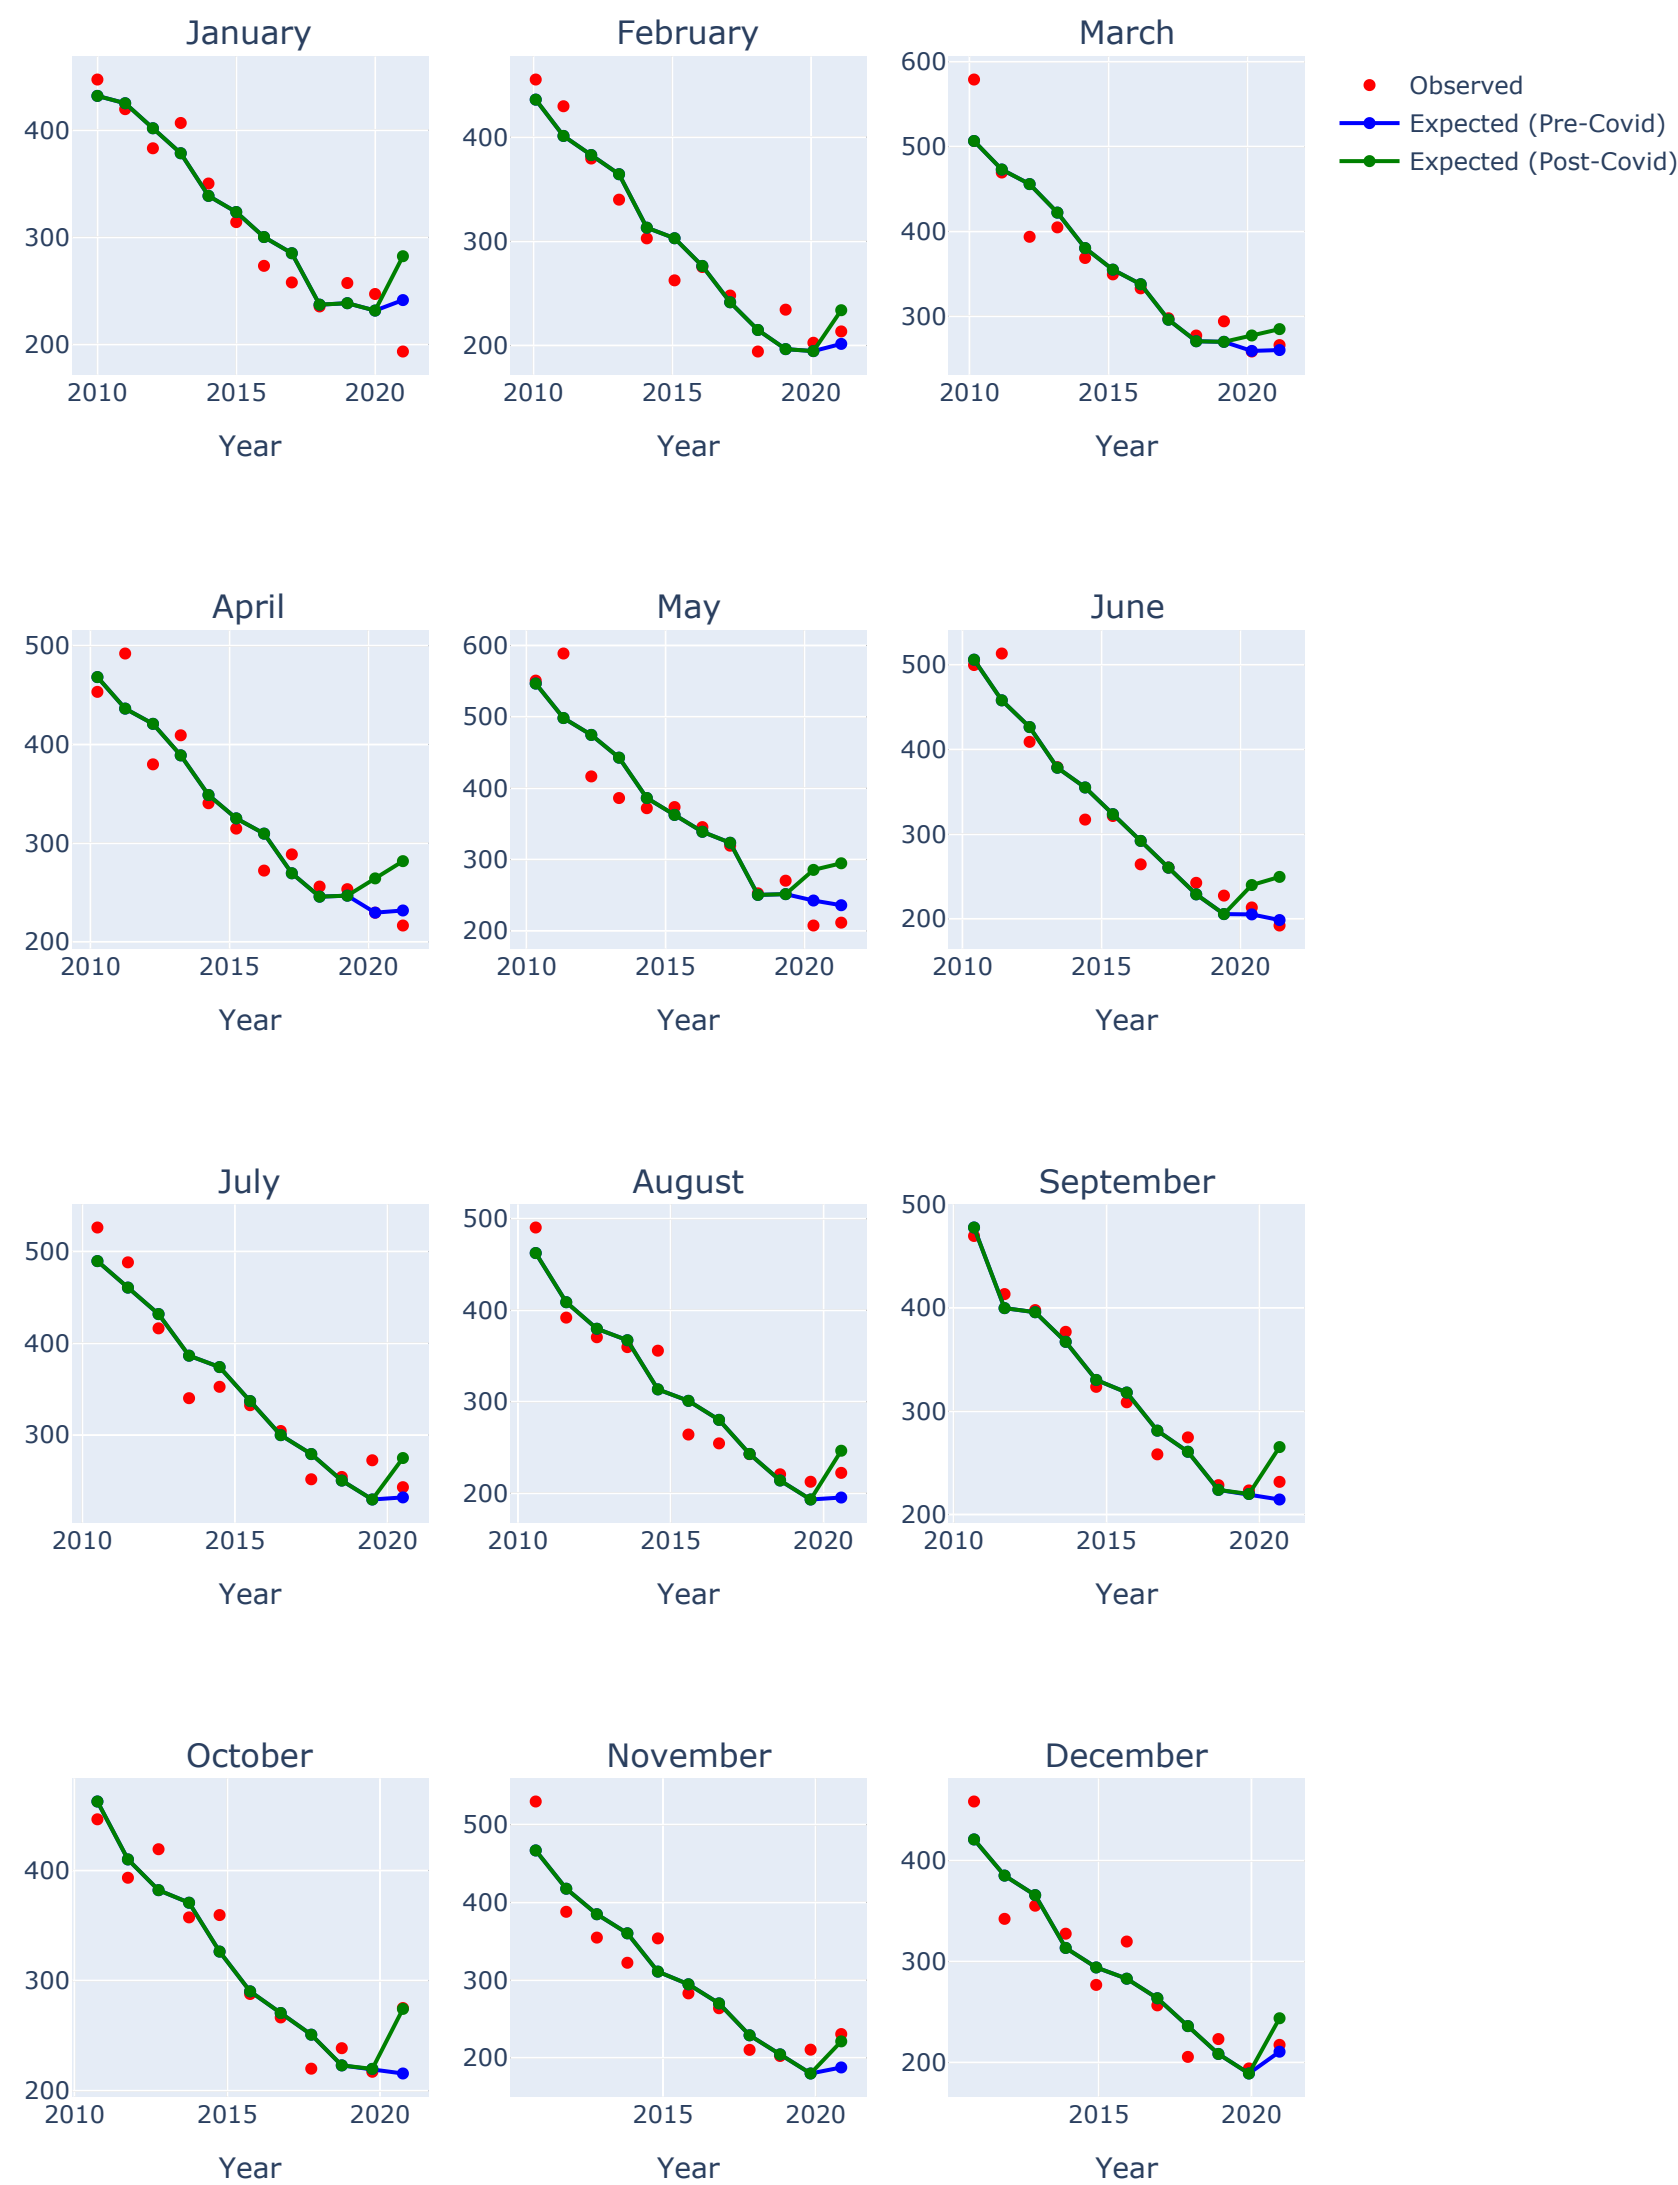 January
February
March
400
300
200
2010
2015
2020
Year
400
300
200
2010
2015
2020
Year
600
500
400
300
2010
2015
2020
Year
Observed
Expected (Pre-Covid)
Expected (Post-Covid)
April
May
June
500
400
300
200
2010
2015
2020
Year
600
500
400
300
200
2010
2015
2020
Year
500
400
300
200
2010
2015
2020
Year
July
August
September
500
400
300
2010
2015
2020
Year
500
400
300
200
2010
2015
2020
Year
500
400
300
200
2010
2015
2020
Year
October
November
December
400
300
200
2010
2015
2020
Year
500
400
300
200
2015
2020
Year
400
300
200
2015
2020
Year